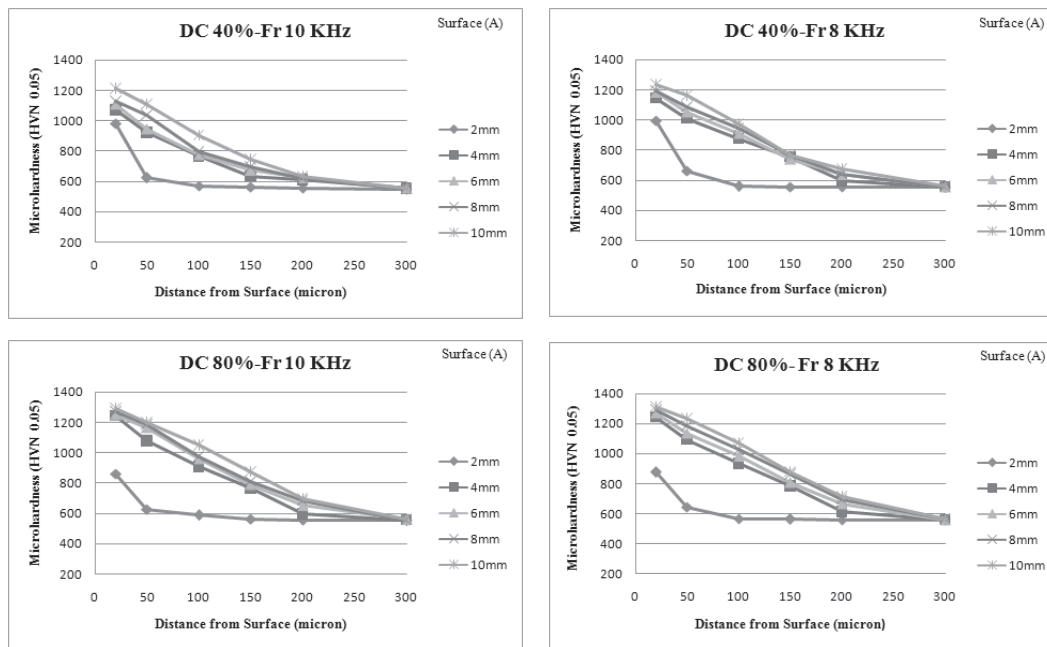 DC 40%-Fr 10 KHz
Surface (A)
Microhardness (HVN 0.05)
1400
1200
1000
800
600
400
200
0 50 100 150 200 300
Distance from Surface (micron)
2mm
4mm
6mm
8mm
10mm
DC 40%-Fr 8 KHz
Surface (A)
Microhardness (HVN 0.05)
1400
1200
1000
800
600
400
200
0 50 100 150 200 300
Distance from Surface (micron)
2mm
4mm
6mm
8mm
10mm
DC 80%-Fr 10 KHz
Surface (A)
Microhardness (HVN 0.05)
1400
1200
1000
800
600
400
200
0 50 100 150 200 300
Distance from Surface (micron)
2mm
4mm
6mm
8mm
10mm
DC 80%- Fr 8 KHz
Surface (A)
Microhardness (HVN 0.05)
1400
1200
1000
800
600
400
200
0 50 100 150 200 300
Distance from Surface (micron)
2mm
4mm
6mm
8mm
10mm